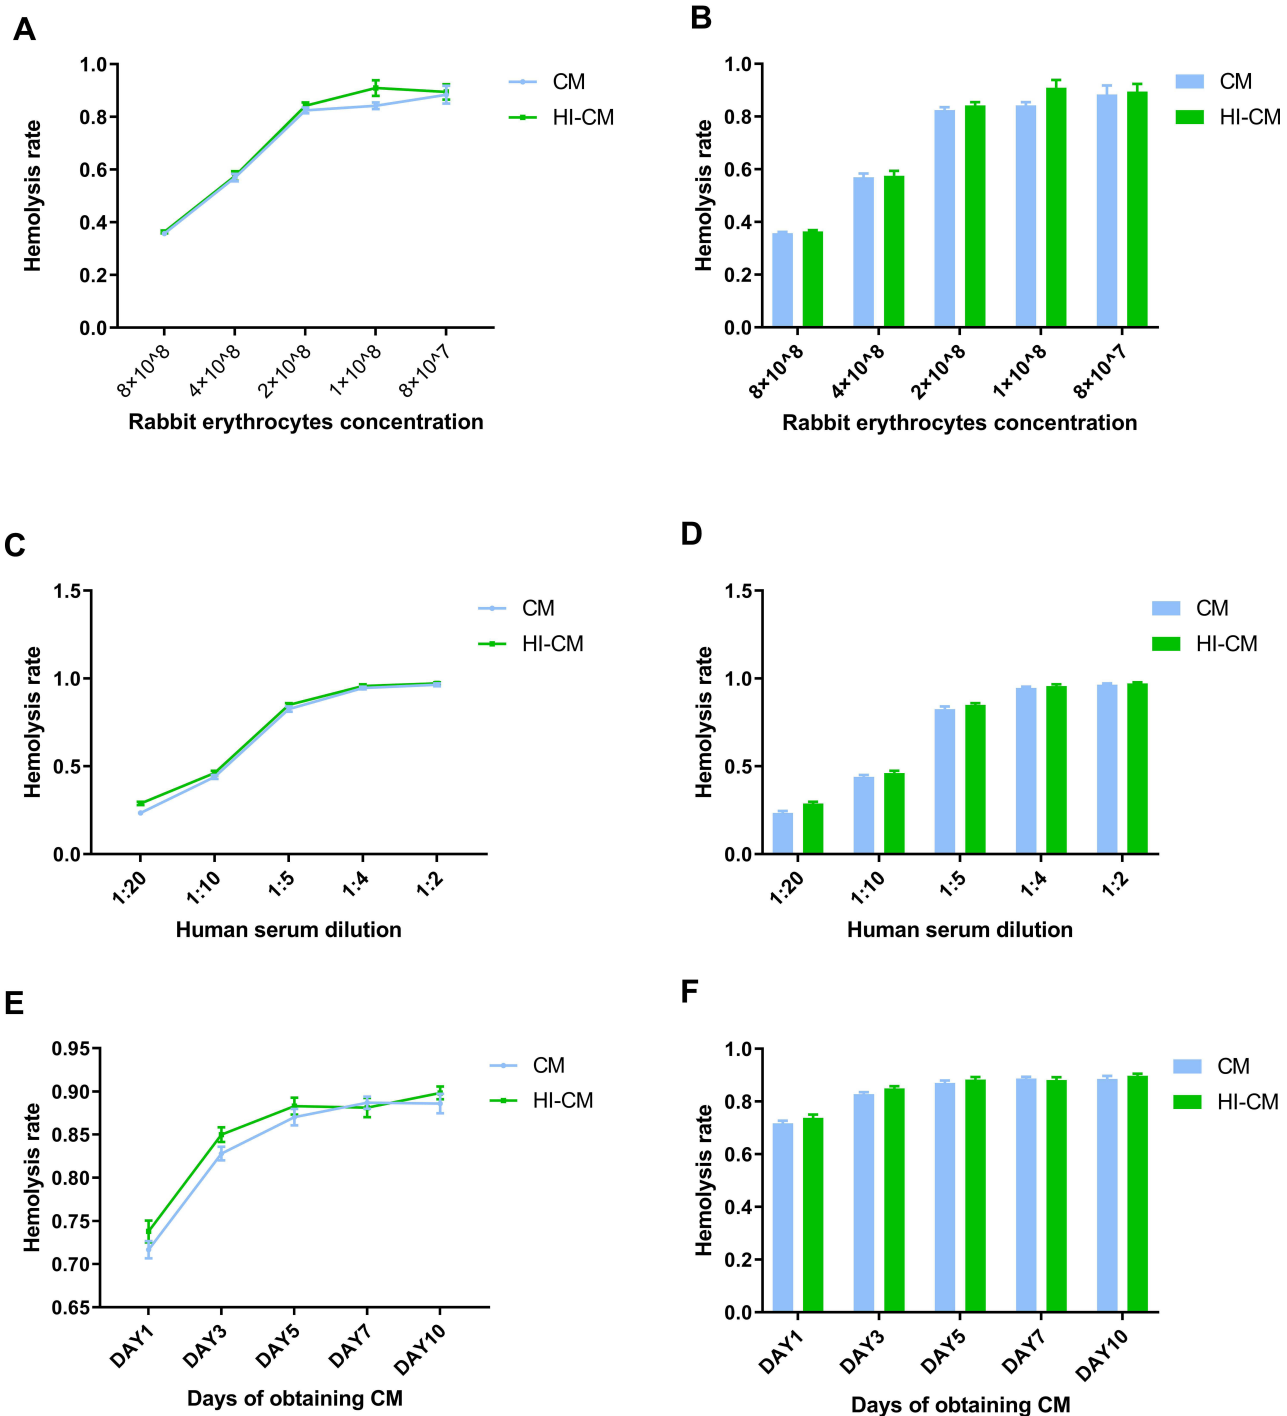 A
Hemolysis rate
1.0
0.8
0.6
0.4
0.2
0.0
8×10^8
4×10^8
2×10^8
1×10^8
8×10^7
Rabbit erythrocytes concentration
CM
HI-CM
B
Hemolysis rate
1.0
0.8
0.6
0.4
0.2
0.0
8×10^8
4×10^8
2×10^8
1×10^8
8×10^7
Rabbit erythrocytes concentration
CM
HI-CM
C
Hemolysis rate
1.5
1.0
0.5
0.0
1:20
1:10
1:5
1:4
1:2
Human serum dilution
CM
HI-CM
D
Hemolysis rate
1.5
1.0
0.5
0.0
1:20
1:10
1:5
1:4
1:2
Human serum dilution
CM
HI-CM
E
Hemolysis rate
0.95
0.90
0.85
0.80
0.75
0.70
0.65
DAY1
DAY3
DAY5
DAY7
DAY10
Days of obtaining CM
CM
HI-CM
F
Hemolysis rate
1.0
0.8
0.6
0.4
0.2
0.0
DAY1
DAY3
DAY5
DAY7
DAY10
Days of obtaining CM
CM
HI-CM